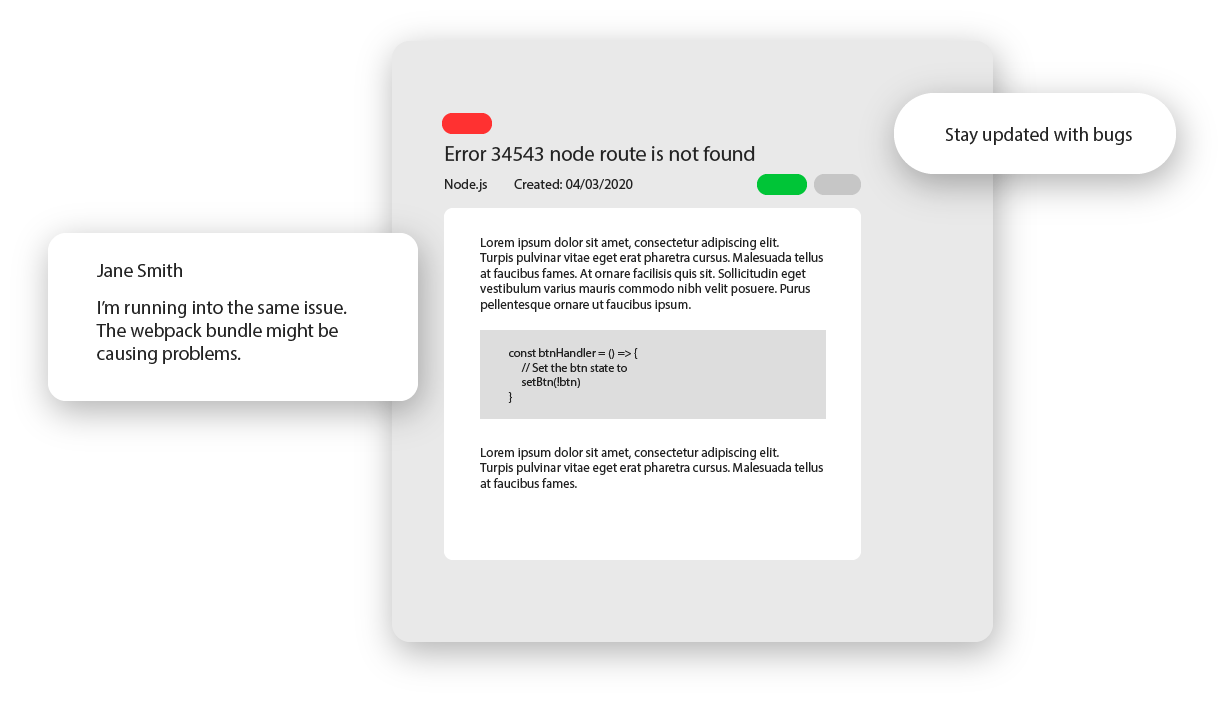 Stay updated with bugs
Error 34543 node route is not found
Node.js Created: 04/03/2020
Jane Smith
I'm running into the same issue.
The webpack bundle might be
causing problems.
Lorem ipsum dolor sit amet, consectetur adipiscing elit.
Turpis pulvinar vitae eget erat pharetra cursus. Malesuada tellus
at faucibus fames. At ornare facilisis quis sit. Sollicitudin eget
vestibulum varius mauris commodo nibh velit posuere. Purus
pellentesque ornare ut faucibus ipsum.
const btnHandler = () => {
// Set the btn state to
setBtn(!btn)
}
Lorem ipsum dolor sit amet, consectetur adipiscing elit.
Turpis pulvinar vitae eget erat pharetra cursus. Malesuada tellus
at faucibus fames.